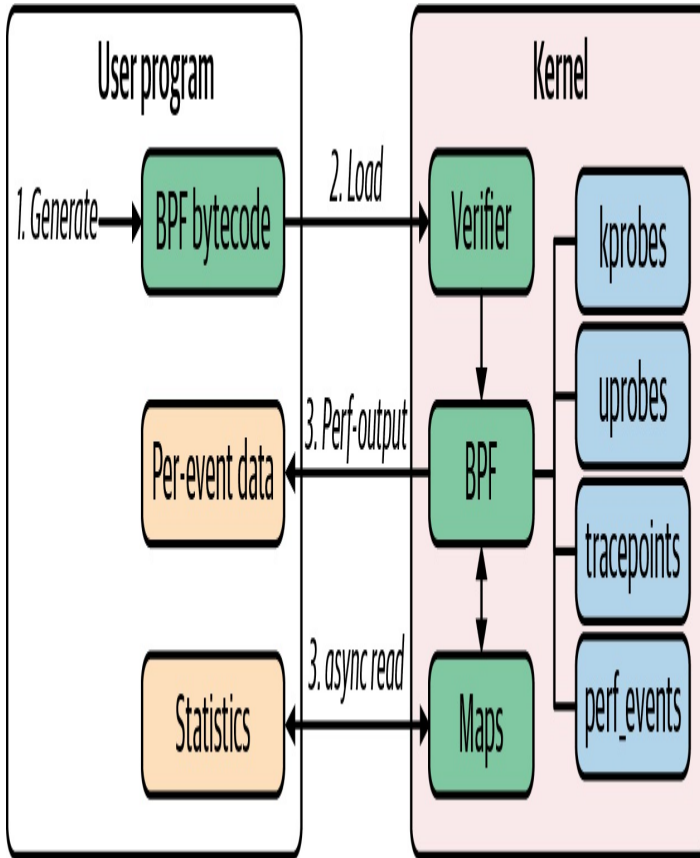 User program
Kernel
1. Generate
BPF bytecode
2. Load
Verifier
kprobes
uprobes
Per-event data
3. Perf-output
BPF
tracepoints
Statistics
3. async read
Maps
perf_events